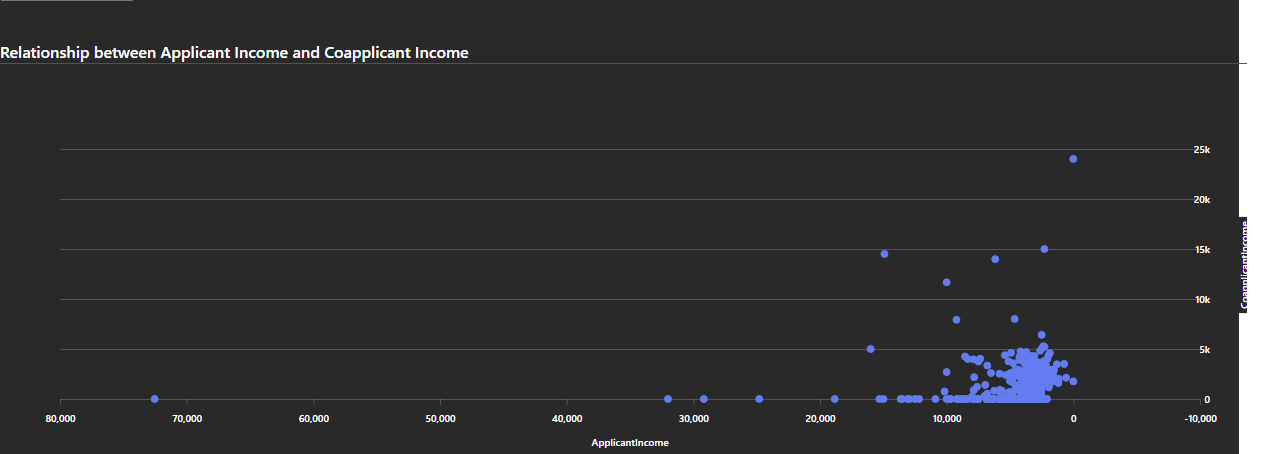 Relationship between Applicant Income and Coapplicant Income
25k
20k
15k
10k
5k
0
80,000 70,000 60,000 50,000 40,000 30,000 20,000 10,000 0 -10,000
ApplicantIncome
CoapplicantIncome